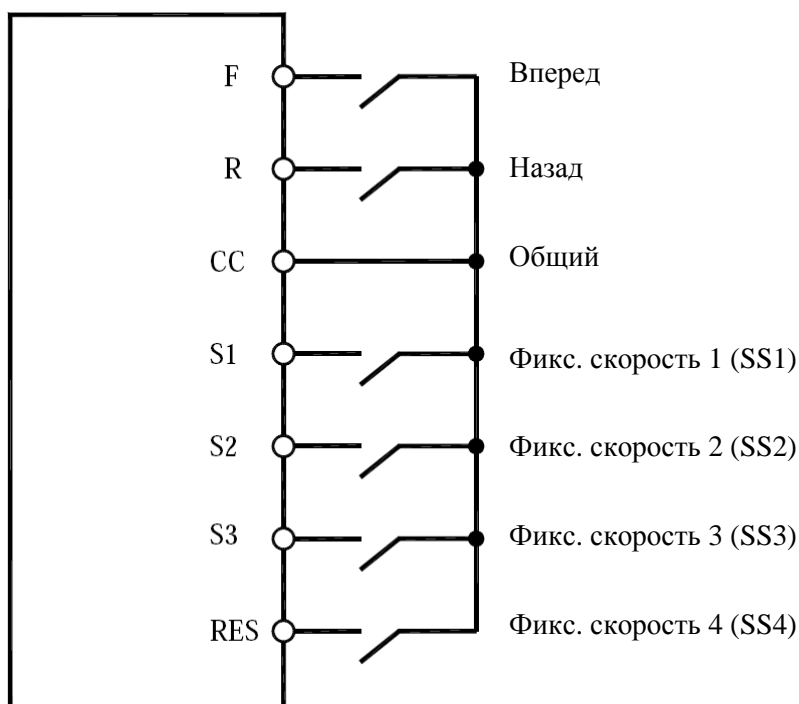 F Вперед
R Назад
CC Общий
S1 Фикс. скорость 1 (SS1)
S2 Фикс. скорость 2 (SS2)
S3 Фикс. скорость 3 (SS3)
RES Фикс. скорость 4 (SS4)